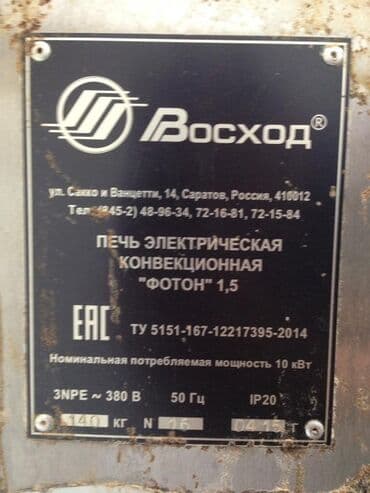 Восход®
ул. Сакко и Ванцетти, 14, Саратов, Россия, 410012
Тел. (845-2) 48-96-34, 72-16-81, 72-15-84
ПЕЧЬ ЭЛЕКТРИЧЕСКАЯ
КОНВЕКЦИОННАЯ
"ФОТОН" 1,5
EAC ТУ 5151-167-12217395-2014
Номинальная потребляемая мощность 10 кВт
3NPE ~ 380 В 50 Гц IP20
140 КГ N 16 04.15 Г